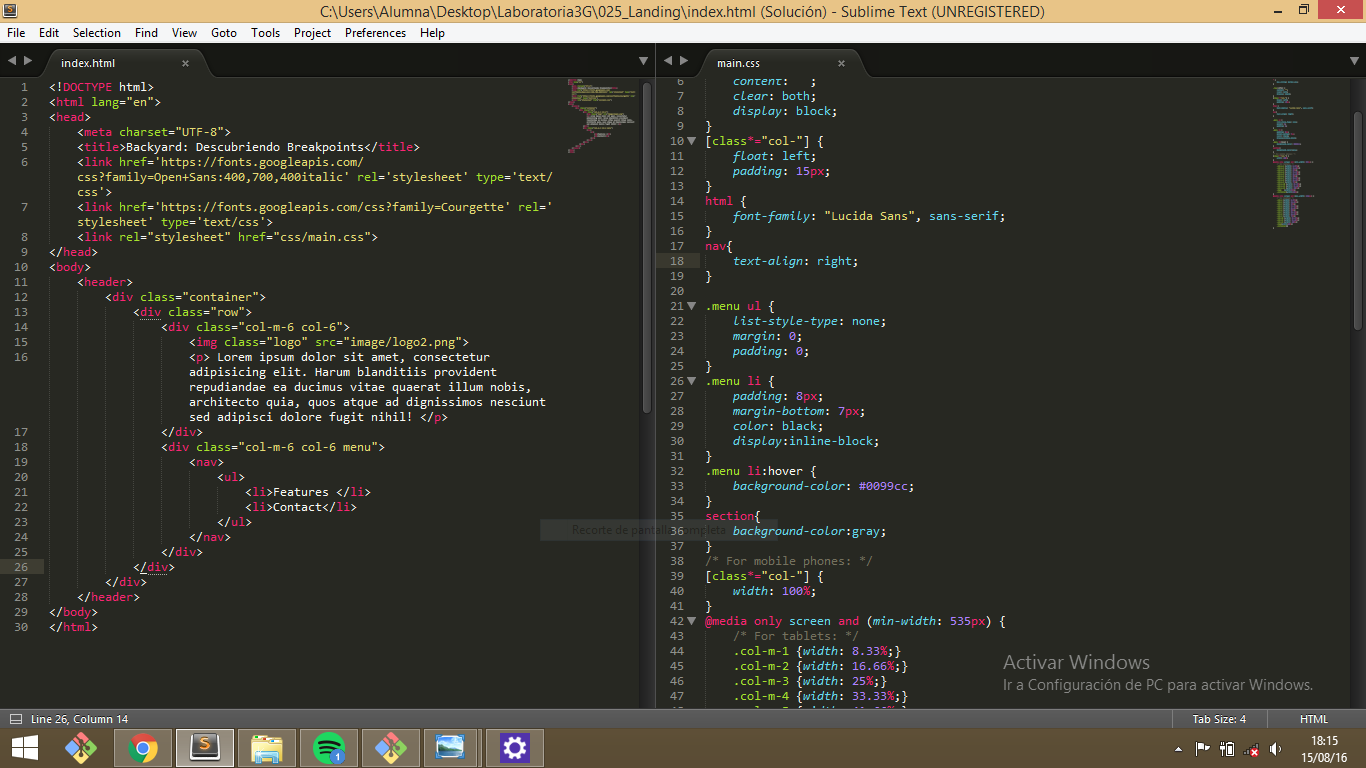 C:\Users\Alumna\Desktop\Laboratoria3G\025_Landing\index.html (Solución) - Sublime Text (UNREGISTERED)
File Edit Selection Find View Goto Tools Project Preferences Help
index.html
1 <!DOCTYPE html>
2 <html lang="en">
3 <head>
4 <meta charset="UTF-8">
5 <title>Backyard: Descubriendo Breakpoints</title>
6 <link href='https://fonts.googleapis.com/
css?family=Open+Sans:400,700,400italic' rel='stylesheet' type='text/
css'>
7 <link href='https://fonts.googleapis.com/css?family=Courgette' rel='
stylesheet' type='text/css'>
8 <link rel="stylesheet" href="css/main.css">
9 </head>
10 <body>
11 <header>
12 <div class="container">
13 <div class="row">
14 <div class="col-m-6 col-6">
15 <img class="logo" src="image/logo2.png">
16 <p> Lorem ipsum dolor sit amet, consectetur
adipisicing elit. Harum blanditiis provident
repudiandae ea ducimus vitae quaerat illum nobis,
architecto quia, quos atque ad dignissimos nesciunt
sed adipisci dolore fugit nihil! </p>
17 </div>
18 <div class="col-m-6 col-6 menu">
19 <nav>
20 <ul>
21 <li>Features </li>
22 <li>Contact</li>
23 </ul>
24 </nav>
25 </div>
26 </div>
27 </div>
28 </header>
29 </body>
30 </html>
main.css
6 content: ;
7 clear: both;
8 display: block;
9 }
10 [class*="col-"] {
11 float: left;
12 padding: 15px;
13 }
14 html {
15 font-family: "Lucida Sans", sans-serif;
16 }
17 nav{
18 text-align: right;
19 }
20
21 .menu ul {
22 list-style-type: none;
23 margin: 0;
24 padding: 0;
25 }
26 .menu li {
27 padding: 8px;
28 margin-bottom: 7px;
29 color: black;
30 display:inline-block;
31 }
32 .menu li:hover {
33 background-color: #0099cc;
34 }
35 section{
36 background-color:gray;
37 }
38 /* For mobile phones: */
39 [class*="col-"] {
40 width: 100%;
41 }
42 @media only screen and (min-width: 535px) {
43 /* For tablets: */
44 .col-m-1 {width: 8.33%;}
45 .col-m-2 {width: 16.66%;}
46 .col-m-3 {width: 25%;}
47 .col-m-4 {width: 33.33%;}
Recorte de pantalla completa
Activar Windows
Ir a Configuración de PC para activar Windows.
Line 26, Column 14
Tab Size: 4
HTML
18:15
15/08/16